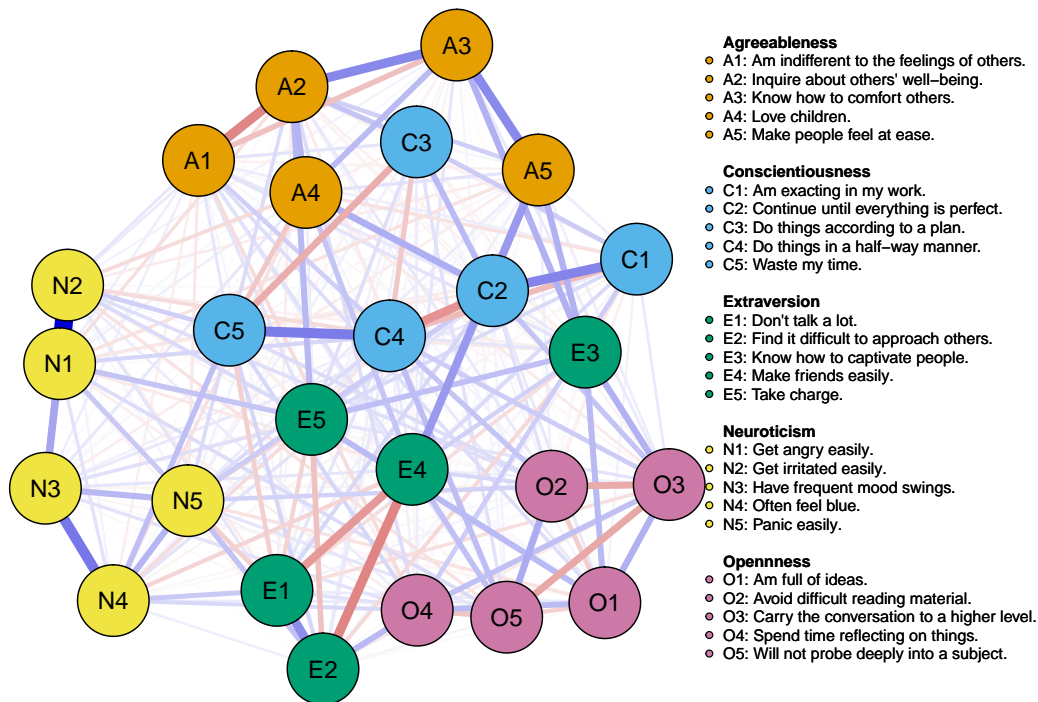 A3
A2
C3
A1
A5
A4
C1
N2
C2
C5
C4
N1
E3
E5
E4
N3
N5
O2
O3
E1
N4
O4
O5
O1
E2
Agreeableness
A1: Am indifferent to the feelings of others.
A2: Inquire about others' well−being.
A3: Know how to comfort others.
A4: Love children.
A5: Make people feel at ease.
Conscientiousness
C1: Am exacting in my work.
C2: Continue until everything is perfect.
C3: Do things according to a plan.
C4: Do things in a half−way manner.
C5: Waste my time.
Extraversion
E1: Don't talk a lot.
E2: Find it difficult to approach others.
E3: Know how to captivate people.
E4: Make friends easily.
E5: Take charge.
Neuroticism
N1: Get angry easily.
N2: Get irritated easily.
N3: Have frequent mood swings.
N4: Often feel blue.
N5: Panic easily.
Opennness
O1: Am full of ideas.
O2: Avoid difficult reading material.
O3: Carry the conversation to a higher level.
O4: Spend time reflecting on things.
O5: Will not probe deeply into a subject.